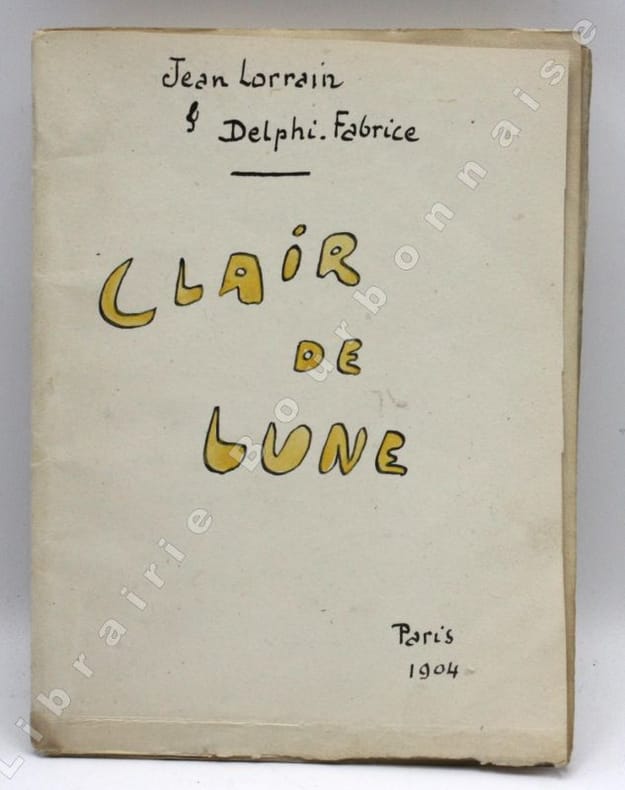 Jean Lorrain
& Delphi. Fabrice
CLAIR
DE
LUNE
Paris
1904
Librairie Bourbonnaise